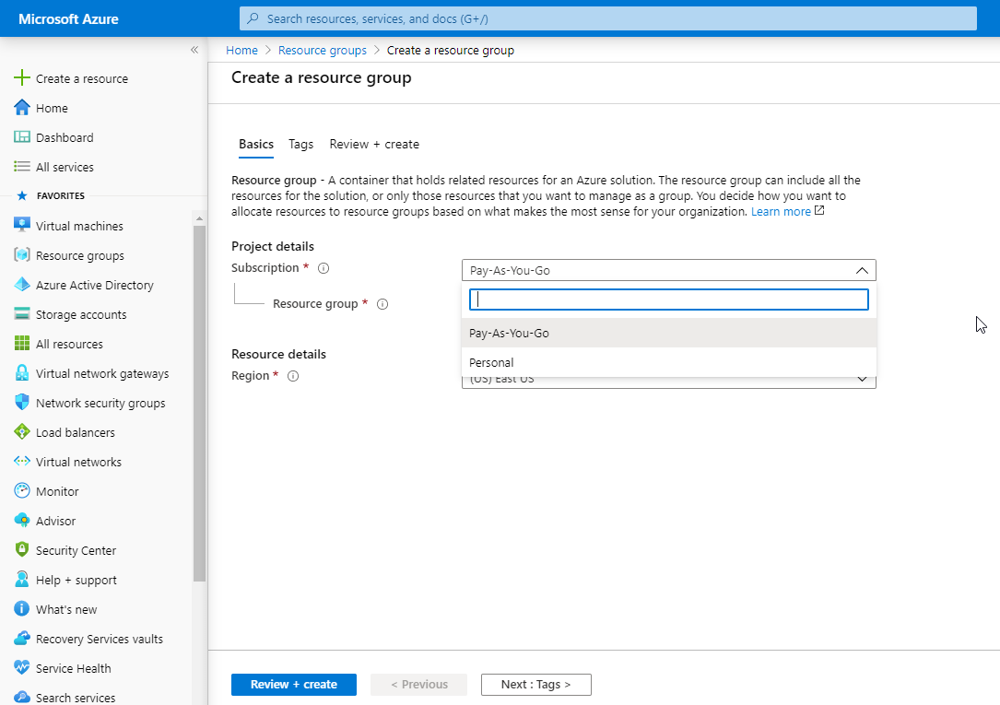 Microsoft Azure
Search resources, services, and docs (G+/)
«
Create a resource
Home
Dashboard
All services
FAVORITES
Virtual machines
Resource groups
Azure Active Directory
Storage accounts
All resources
Virtual network gateways
Network security groups
Load balancers
Virtual networks
Monitor
Advisor
Security Center
Help + support
What's new
Recovery Services vaults
Service Health
Search services
Home > Resource groups > Create a resource group
Create a resource group
Basics Tags Review + create
Resource group - A container that holds related resources for an Azure solution. The resource group can include all the
resources for the solution, or only those resources that you want to manage as a group. You decide how you want to
allocate resources to resource groups based on what makes the most sense for your organization. Learn more
Project details
Subscription *
Pay-As-You-Go
Resource group *
Pay-As-You-Go
Personal
Resource details
Region *
(US) East US
Review + create < Previous Next : Tags >